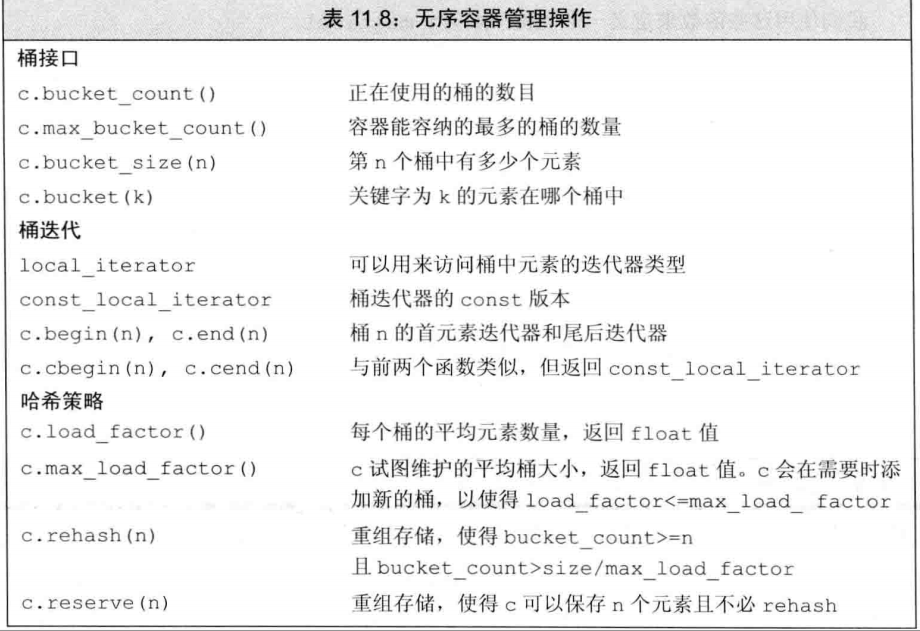 表 11.8：无序容器管理操作
桶接口
c.bucket_count() 正在使用的桶的数目
c.max_bucket_count() 容器能容纳的最多的桶的数量
c.bucket_size(n) 第 n 个桶中有多少个元素
c.bucket(k) 关键字为 k 的元素在哪个桶中
桶迭代
local_iterator 可以用来访问桶中元素的迭代器类型
const_local_iterator 桶迭代器的 const 版本
c.begin(n), c.end(n) 桶 n 的首元素迭代器和尾后迭代器
c.cbegin(n), c.cend(n) 与前两个函数类似，但返回 const_local_iterator
哈希策略
c.load_factor() 每个桶的平均元素数量，返回 float 值
c.max_load_factor() c 试图维护的平均桶大小，返回 float 值。c 会在需要时添
加新的桶，以使得 load_factor<=max_load_ factor
c.rehash(n) 重组存储，使得 bucket_count>=n
且 bucket_count>size/max_load_factor
c.reserve(n) 重组存储，使得 c 可以保存 n 个元素且不必 rehash